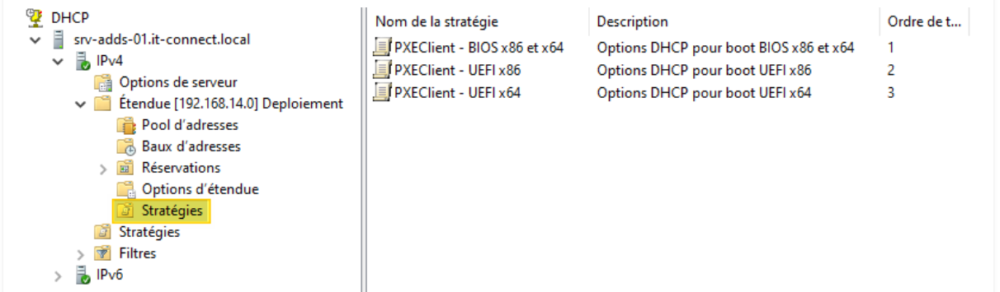 DHCP
srv-adds-01.it-connect.local
IPv4
Options de serveur
Étendue [192.168.14.0] Deploiement
Pool d'adresses
Baux d'adresses
Réservations
Options d'étendue
Stratégies
Stratégies
Filtres
IPv6
Nom de la stratégie Description Ordre de t...
PXEClient - BIOS x86 et x64 Options DHCP pour boot BIOS x86 et x64 1
PXEClient - UEFI x86 Options DHCP pour boot UEFI x86 2
PXEClient - UEFI x64 Options DHCP pour boot UEFI x64 3